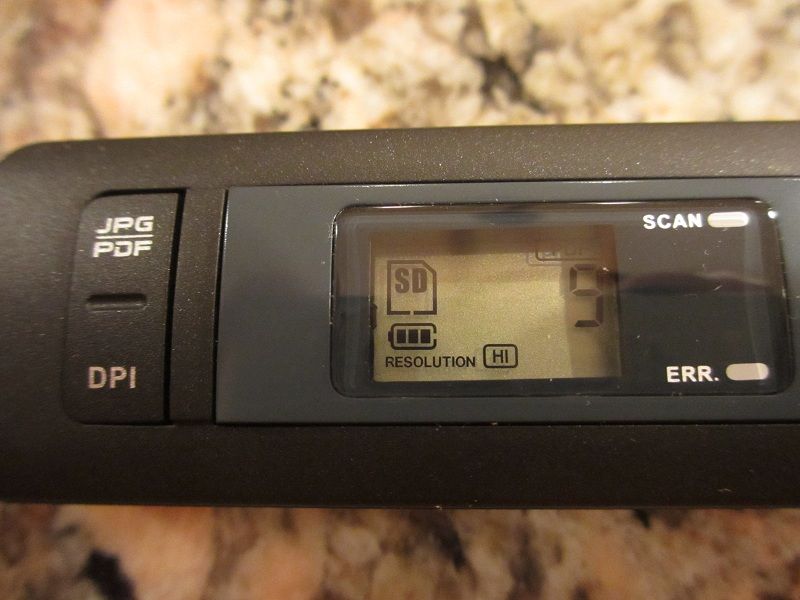 JPG
PDF
DPI
SD
9
RESOLUTION HI
SCAN
ERR.